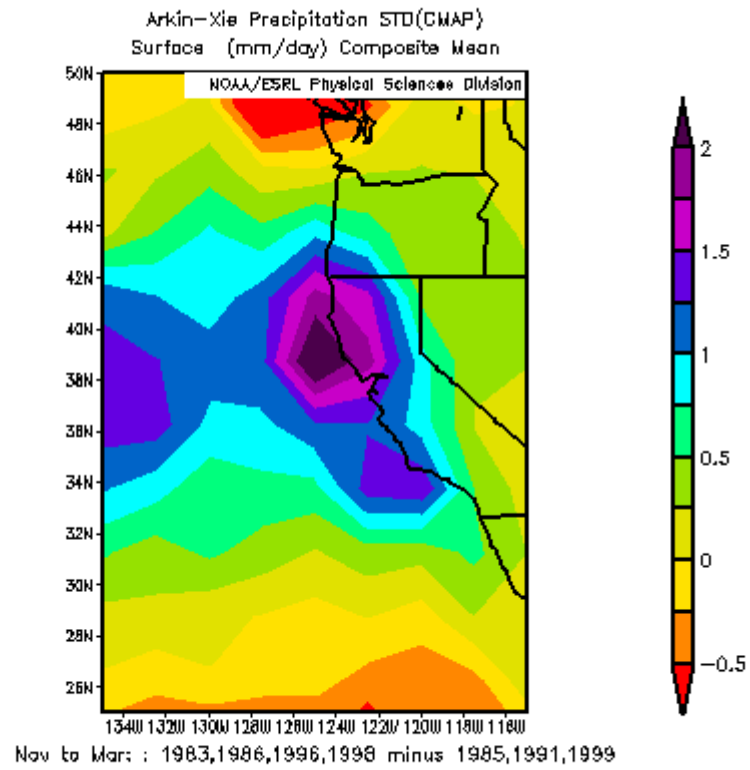 Arkin-Xie Precipitation STD(CMAP)
Surface (mm/day) Composite Mean
NOAA/ESRL Physical Sciences Division
50N
48N
46N
44N
42N
40N
38N
36N
34N
32N
30N
28N
26N
134W 132W 130W 128W 126W 124W 122W 120W 118W 116W
2
1.5
1
0.5
0
-0.5
Nov to Mar: : 1983,1986,1996,1998 minus 1985,1991,1999